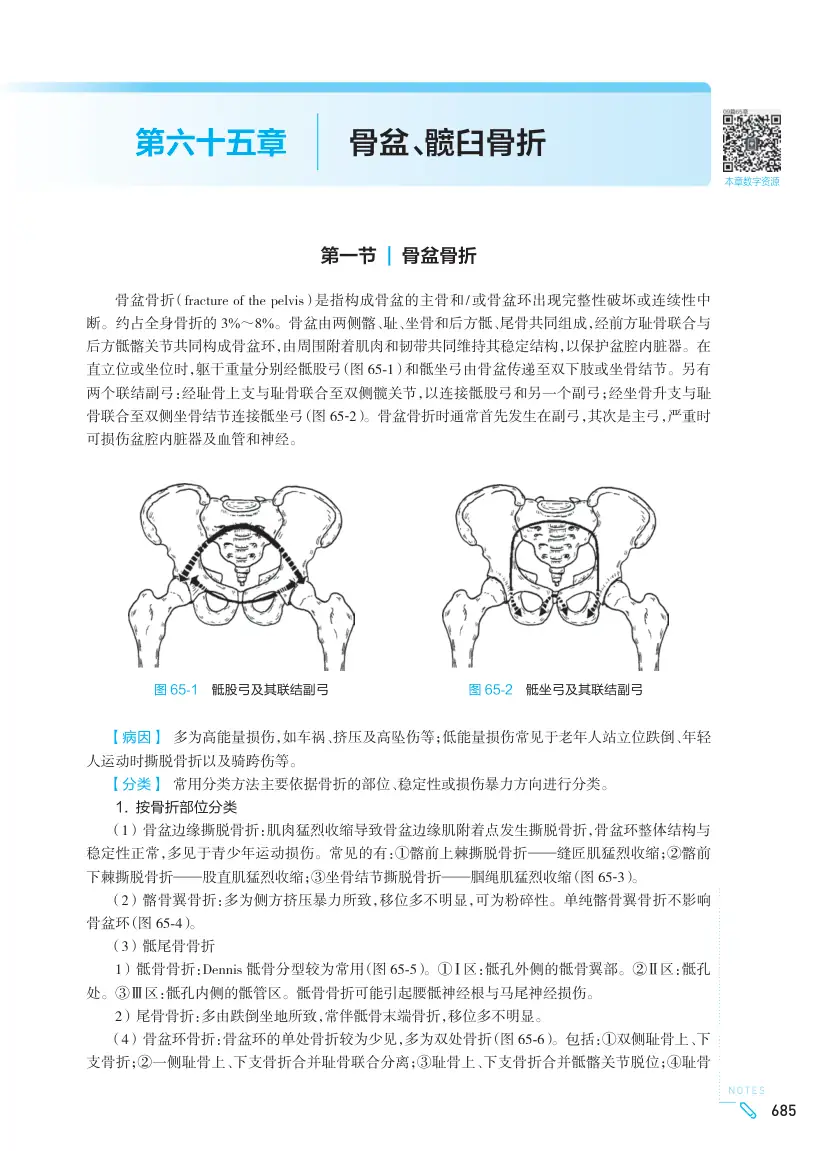 第六十五章 骨盆、髋臼骨折
本章数字资源
第一节 | 骨盆骨折
骨盆骨折(fracture of the pelvis)是指构成骨盆的主骨和/或骨盆环出现完整性破坏或连续性中
断。约占全身骨折的 3%～8%。骨盆由两侧髂、耻、坐骨和后方骶、尾骨共同组成,经前方耻骨联合与
后方骶髂关节共同构成骨盆环,由周围附着肌肉和韧带共同维持其稳定结构,以保护盆腔内脏器。在
直立位或坐位时,躯干重量分别经骶股弓(图 65-1)和骶坐弓由骨盆传递至双下肢或坐骨结节。另有
两个联结副弓:经耻骨上支与耻骨联合至双侧髋关节,以连接骶股弓和另一个副弓;经坐骨升支与耻
骨联合至双侧坐骨结节连接骶坐弓(图 65-2)。骨盆骨折时通常首先发生在副弓,其次是主弓,严重时
可损伤盆腔内脏器及血管和神经。
图 65-1 骶股弓及其联结副弓
图 65-2 骶坐弓及其联结副弓
【病因】 多为高能量损伤,如车祸、挤压及高坠伤等;低能量损伤常见于老年人站立位跌倒、年轻
人运动时撕脱骨折以及骑跨伤等。
【分类】 常用分类方法主要依据骨折的部位、稳定性或损伤暴力方向进行分类。
1. 按骨折部位分类
(1)骨盆边缘撕脱骨折:肌肉猛烈收缩导致骨盆边缘肌附着点发生撕脱骨折,骨盆环整体结构与
稳定性正常,多见于青少年运动损伤。常见的有:①髂前上棘撕脱骨折——缝匠肌猛烈收缩;②髂前
下棘撕脱骨折——股直肌猛烈收缩;③坐骨结节撕脱骨折——腘绳肌猛烈收缩(图 65-3)。
(2)髂骨翼骨折:多为侧方挤压暴力所致,移位多不明显,可为粉碎性。单纯髂骨翼骨折不影响
骨盆环(图 65-4)。
(3)骶尾骨骨折
1)骶骨骨折:Dennis 骶骨分型较为常用(图 65-5)。①Ⅰ区:骶孔外侧的骶骨翼部。②Ⅱ区:骶孔
处。③Ⅲ区:骶孔内侧的骶管区。骶骨骨折可能引起腰骶神经根与马尾神经损伤。
2)尾骨骨折:多由跌倒坐地所致,常伴骶骨末端骨折,移位多不明显。
(4)骨盆环骨折:骨盆环的单处骨折较为少见,多为双处骨折(图 65-6)。包括:①双侧耻骨上、下
支骨折;②一侧耻骨上、下支骨折合并耻骨联合分离;③耻骨上、下支骨折合并骶髂关节脱位;④耻骨
NOTES
685